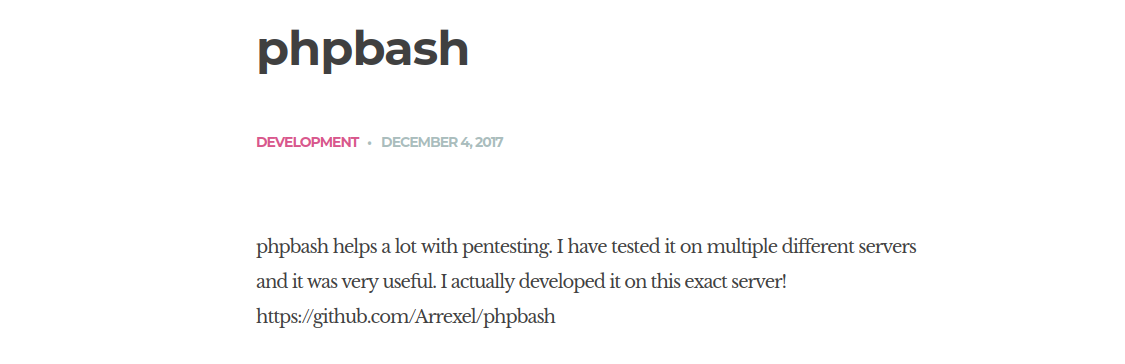 phpbash
DEVELOPMENT • DECEMBER 4, 2017
phpbash helps a lot with pentesting. I have tested it on multiple different servers
and it was very useful. I actually developed it on this exact server!
https://github.com/Arrexel/phpbash